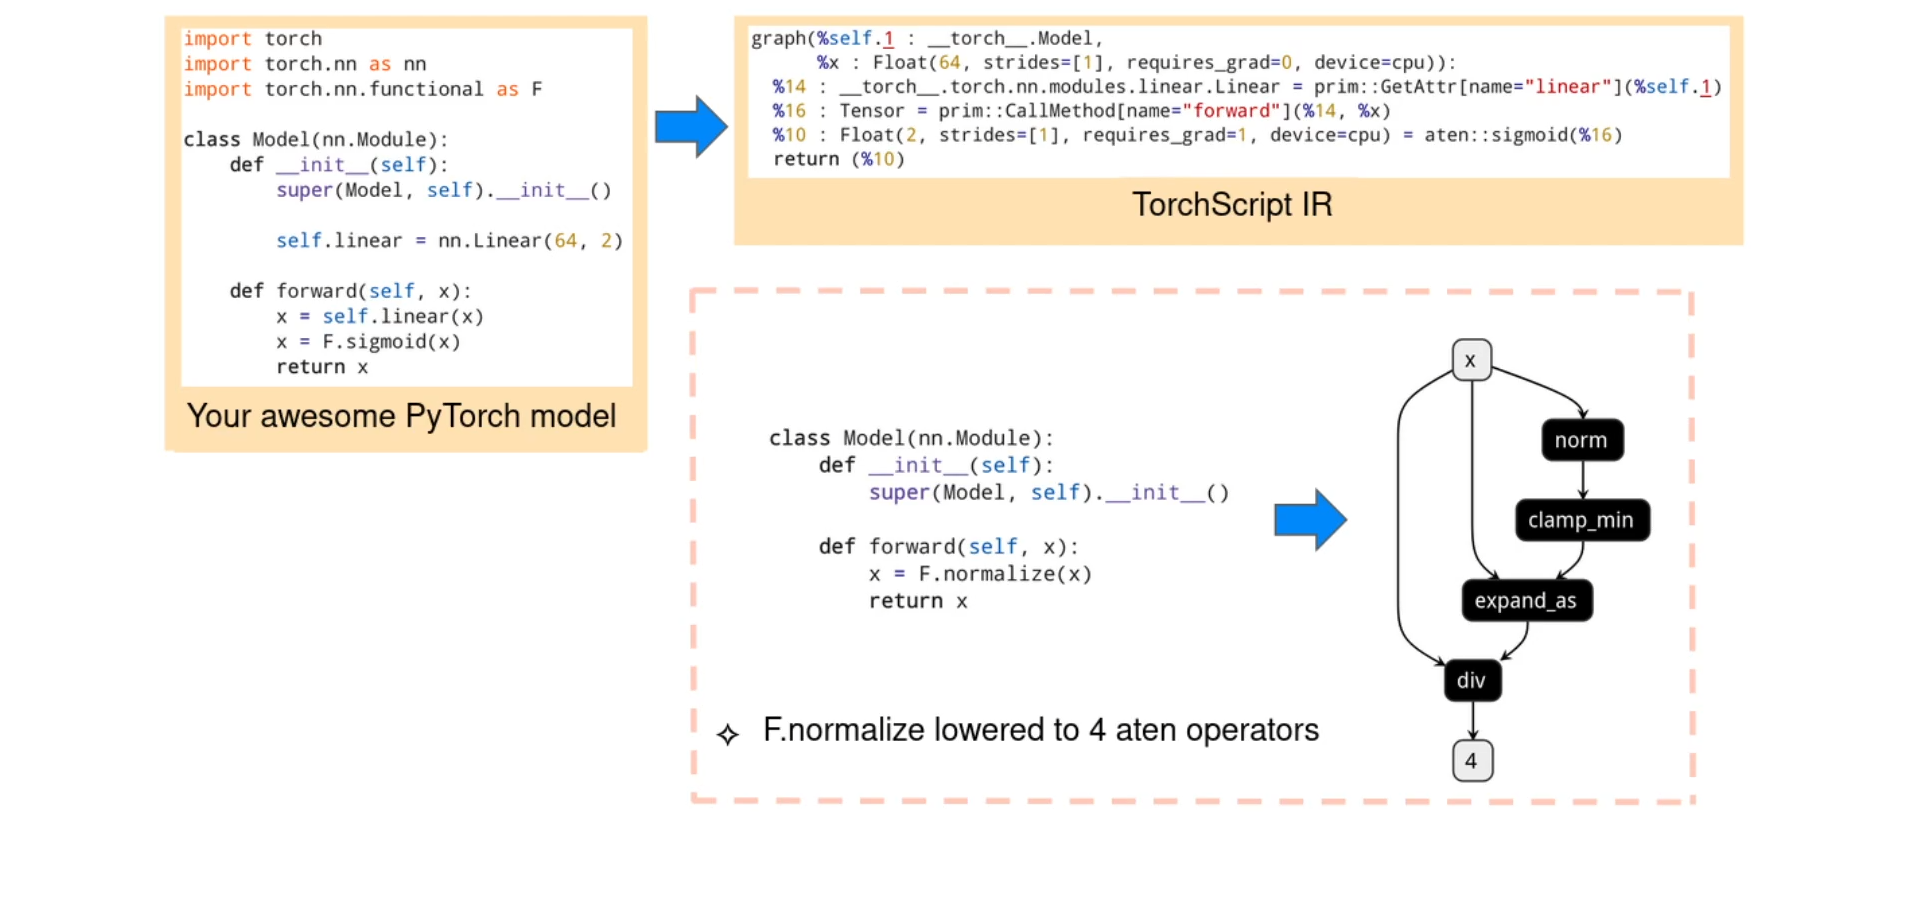 import torch
import torch.nn as nn
import torch.nn.functional as F
class Model(nn.Module):
def __init__(self):
super(Model, self).__init__()
self.linear = nn.Linear(64, 2)
def forward(self, x):
x = self.linear(x)
x = F.sigmoid(x)
return x
Your awesome PyTorch model
graph(%self.1 : __torch__.Model,
%x : Float(64, strides=[1], requires_grad=0, device=cpu)):
%14 : __torch__.torch.nn.modules.linear.Linear = prim::GetAttr[name="linear"](%self.1)
%16 : Tensor = prim::CallMethod[name="forward"](%14, %x)
%10 : Float(2, strides=[1], requires_grad=1, device=cpu) = aten::sigmoid(%16)
return (%10)
TorchScript IR
class Model(nn.Module):
def __init__(self):
super(Model, self).__init__()
def forward(self, x):
x = F.normalize(x)
return x
F.normalize lowered to 4 aten operators
x
norm
clamp_min
expand_as
div
4